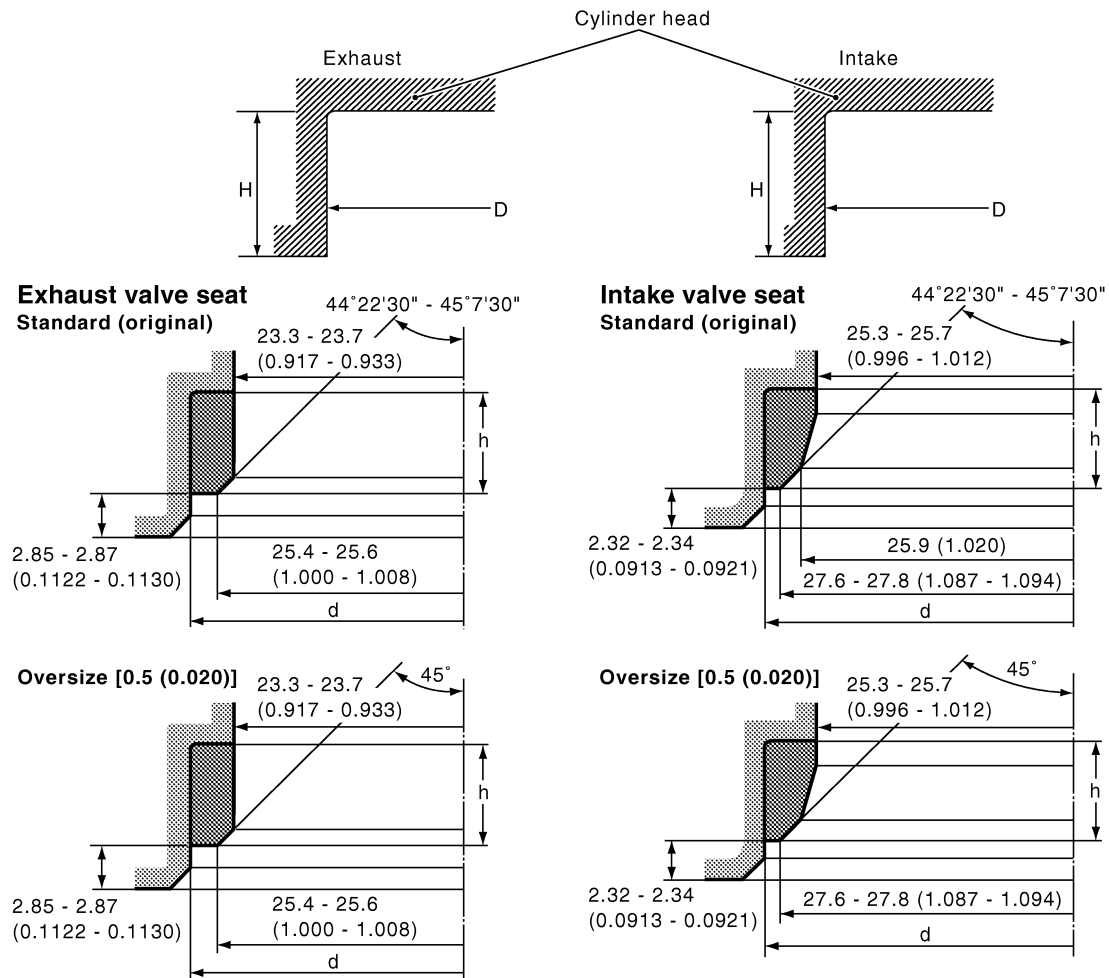 Cylinder head
Exhaust
Intake
H
D
H
D
Exhaust valve seat
Standard (original)
44°22'30" - 45°7'30"
23.3 - 23.7
(0.917 - 0.933)
h
2.85 - 2.87
(0.1122 - 0.1130)
25.4 - 25.6
(1.000 - 1.008)
d
Intake valve seat
Standard (original)
44°22'30" - 45°7'30"
25.3 - 25.7
(0.996 - 1.012)
h
2.32 - 2.34
(0.0913 - 0.0921)
25.9 (1.020)
27.6 - 27.8 (1.087 - 1.094)
d
Oversize [0.5 (0.020)]
45°
23.3 - 23.7
(0.917 - 0.933)
h
2.85 - 2.87
(0.1122 - 0.1130)
25.4 - 25.6
(1.000 - 1.008)
d
Oversize [0.5 (0.020)]
45°
25.3 - 25.7
(0.996 - 1.012)
h
2.32 - 2.34
(0.0913 - 0.0921)
27.6 - 27.8 (1.087 - 1.094)
d